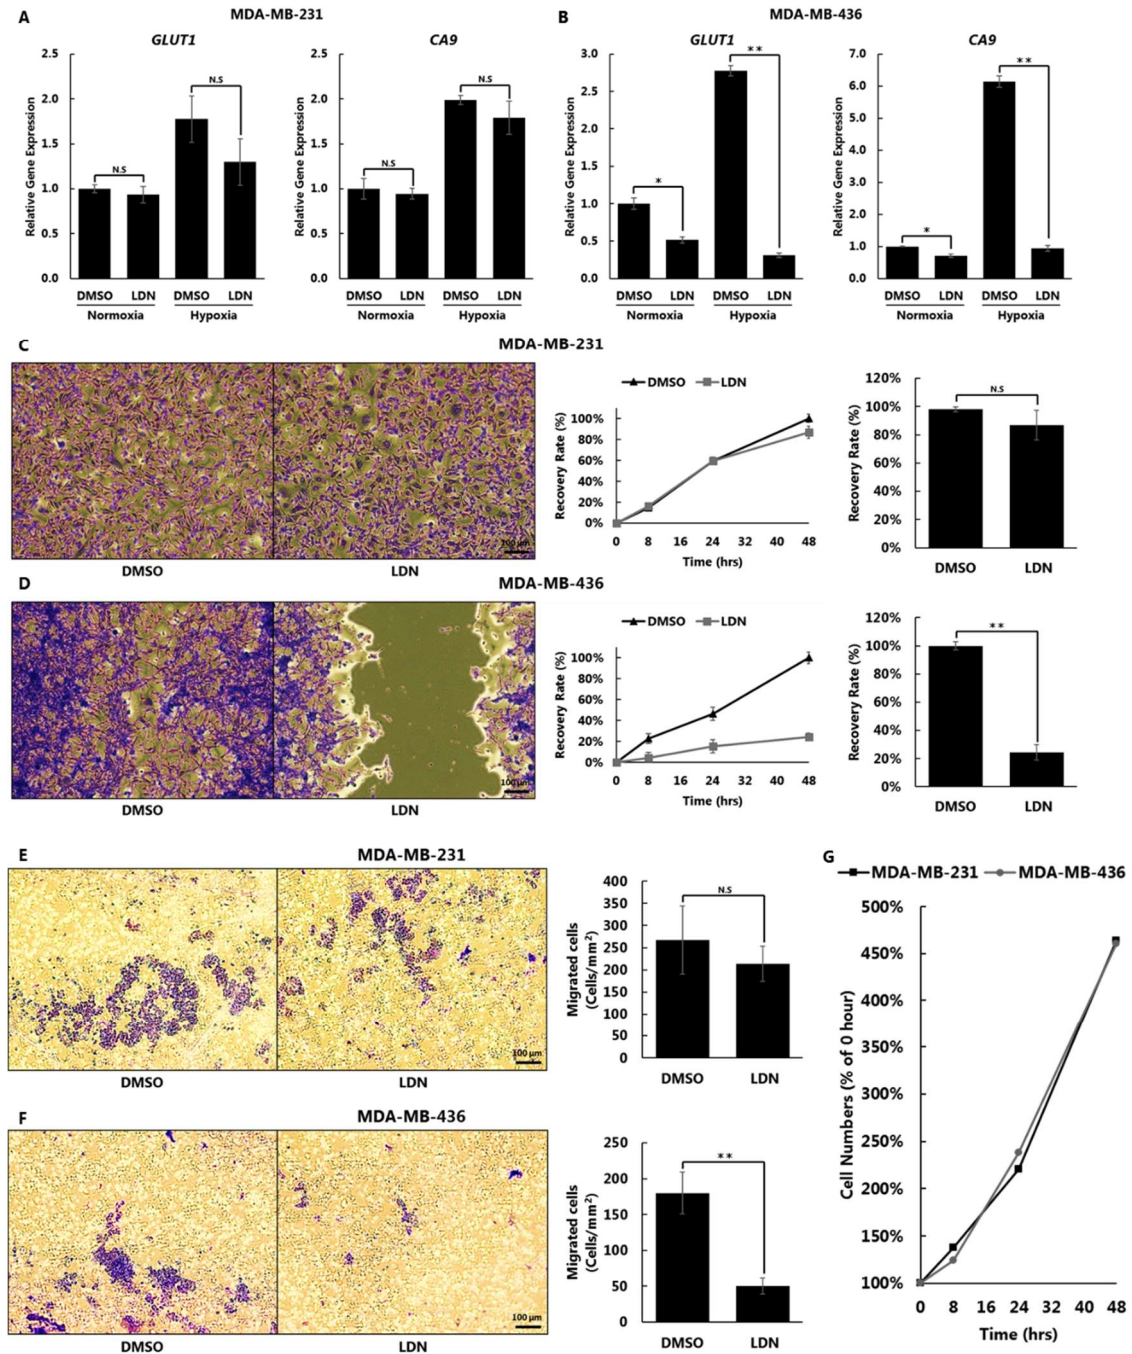 A
MDA-MB-231
GLUT1
CA9
Relative Gene Expression
2.5
2.0
1.5
1.0
0.5
0.0
N.S
N.S
DMSO LDN DMSO LDN
Normoxia Hypoxia
Relative Gene Expression
2.5
2.0
1.5
1.0
0.5
0.0
N.S
N.S
DMSO LDN DMSO LDN
Normoxia Hypoxia
B
MDA-MB-436
GLUT1
CA9
Relative Gene Expression
3.0
2.5
2.0
1.5
1.0
0.5
0.0
*
**
DMSO LDN DMSO LDN
Normoxia Hypoxia
Relative Gene Expression
7.0
6.0
5.0
4.0
3.0
2.0
1.0
0.0
*
**
DMSO LDN DMSO LDN
Normoxia Hypoxia
C
MDA-MB-231
100 µm
DMSO LDN
DMSO LDN
Recovery Rate (%)
100%
80%
60%
40%
20%
0%
0 8 16 24 32 40 48
Time (hrs)
Recovery Rate (%)
120%
100%
80%
60%
40%
20%
0%
N.S
DMSO LDN
D
MDA-MB-436
100 µm
DMSO LDN
DMSO LDN
Recovery Rate (%)
100%
80%
60%
40%
20%
0%
0 8 16 24 32 40 48
Time (hrs)
Recovery Rate (%)
120%
100%
80%
60%
40%
20%
0%
**
DMSO LDN
E
MDA-MB-231
100 µm
DMSO LDN
Migrated cells
(Cells/mm²)
400
350
300
250
200
150
100
50
0
N.S
DMSO LDN
F
MDA-MB-436
100 µm
DMSO LDN
Migrated cells
(Cells/mm²)
250
200
150
100
50
0
**
DMSO LDN
G
MDA-MB-231 MDA-MB-436
Cell Numbers (% of 0 hour)
500%
450%
400%
350%
300%
250%
200%
150%
100%
0 8 16 24 32 40 48
Time (hrs)